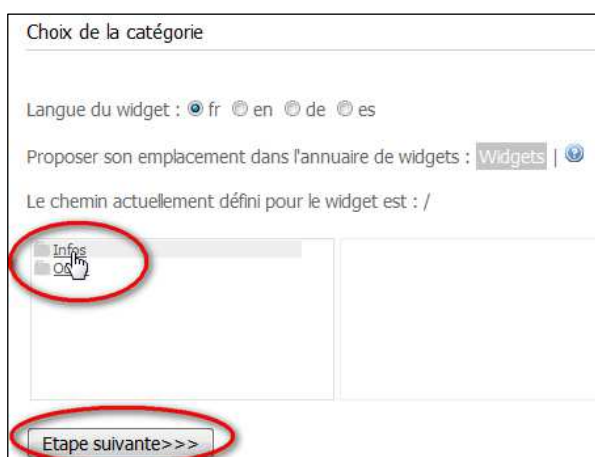 Choix de la catégorie
Langue du widget : fr en de es
Proposer son emplacement dans l'annuaire de widgets : Widgets | ?
Le chemin actuellement défini pour le widget est : /
Infos
Etape suivante>>>